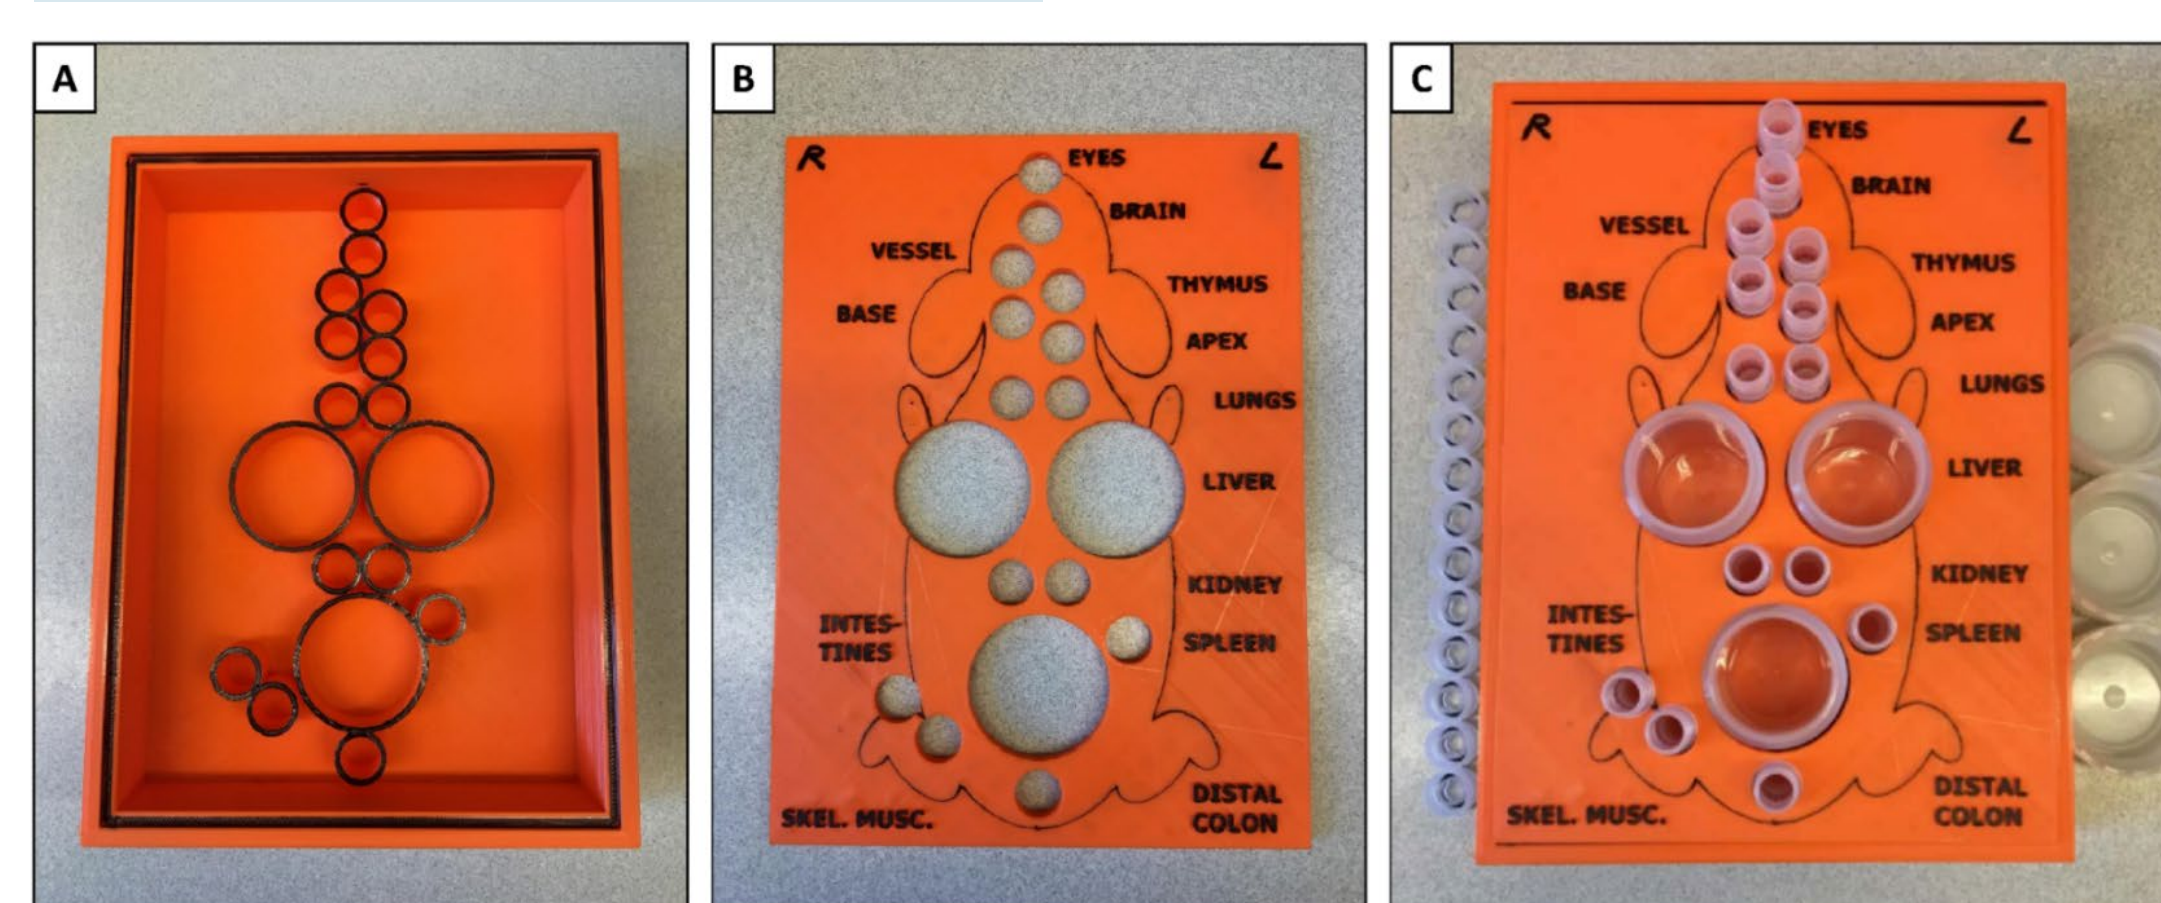 A
B
C
R
L
EYES
BRAIN
VESSEL
THYMUS
BASE
APEX
LUNGS
LIVER
KIDNEY
INTES-
TINES
SPLEEN
SKEL. MUSC.
DISTAL
COLON
R
L
EYES
BRAIN
VESSEL
THYMUS
BASE
APEX
LUNGS
LIVER
KIDNEY
INTES-
TINES
SPLEEN
SKEL. MUSC.
DISTAL
COLON